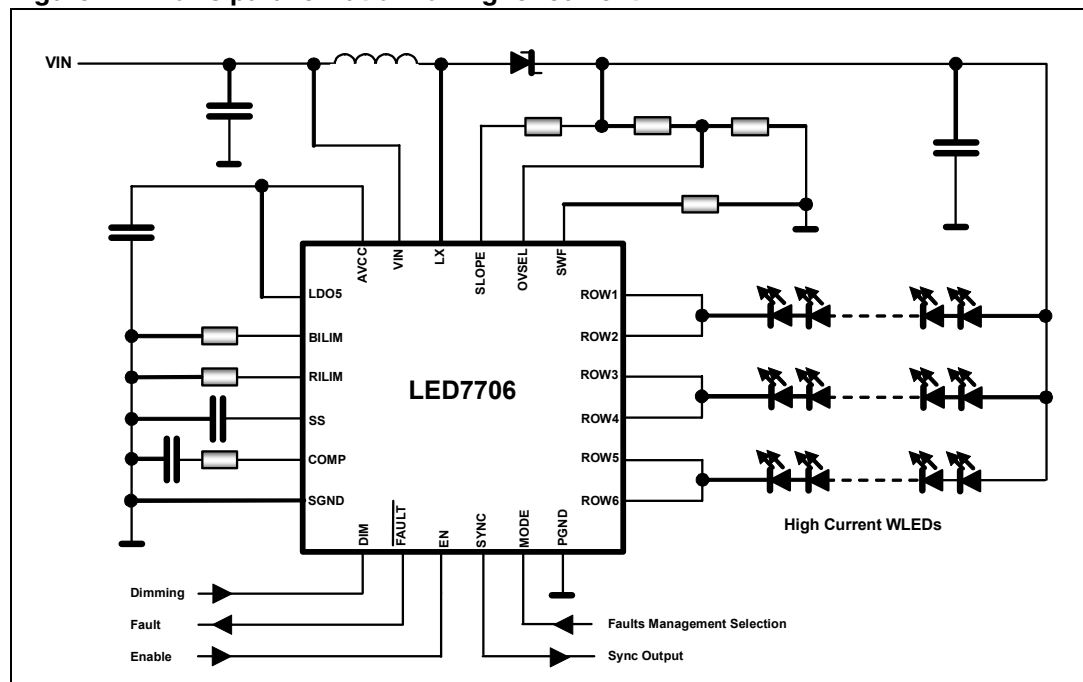 VIN
AVCC
VIN
LX
SLOPE
OVSEL
SWF
LDO5
BILIM
RILIM
SS
COMP
SGND
LED7706
ROW1
ROW2
ROW3
ROW4
ROW5
ROW6
DIM
FAULT
EN
SYNC
MODE
PGND
High Current WLEDs
Dimming
Fault
Enable
Faults Management Selection
Sync Output